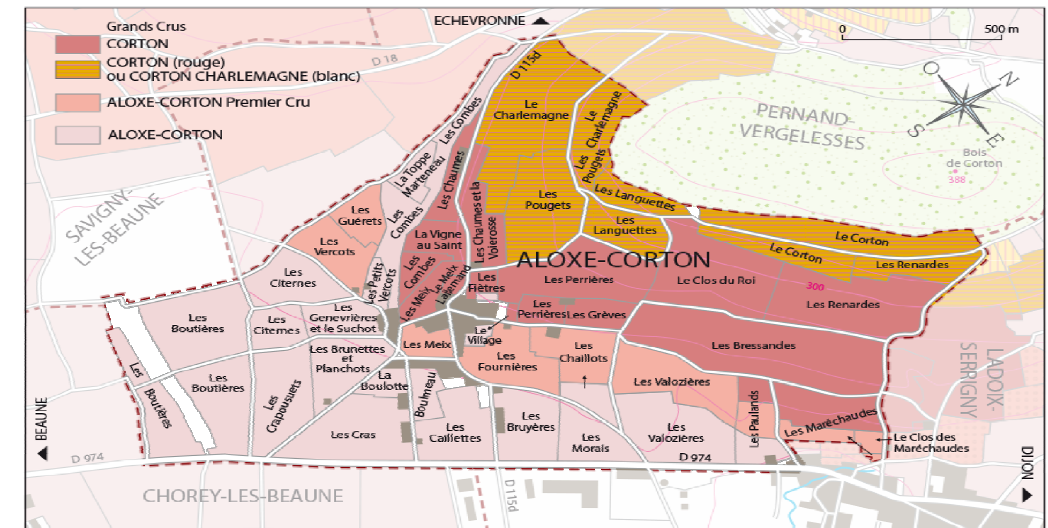 ECHEVRONNE
Grands Crus
CORTON
CORTON (rouge)
ou CORTON CHARLEMAGNE (blanc)
ALOXE-CORTON Premier Cru
ALOXE-CORTON
D 18
D 115d
0
500 m
O
N
S
E
PERNAND-
VERGELESSES
Bois
de Corton
388
SAVIGNY-
LES-BEAUNE
Les Combes
La Toppe
Marteneau
Les Chaumes
Le
Charlemagne
Le
Charlemagne
Les
Pougets
Les Languettes
Les
Pougets
Les
Languettes
Les Chaumes et la
Voierosse
Les
Guérets
Les
Combes
Les
Vercots
La Vigne
au Saint
Le Corton
Le Corton
Les Renardes
ALOXE-CORTON
Les
Citernes
Les Petits
Vercots
Les
Combes
Les Meix
Le Meix
Lallemand
Les
Fiètres
Les Perrières
Le Clos du Roi
300
Les Renardes
Les
Boutières
Les
Citernes
Les
Genevrières
et le Suchot
Les
Perrières
Les Grèves
Les Meix
Le
Village
Les
Fournières
Les
Chaillots
Les Bressandes
Les
Boutières
Les
Boutières
Les
Crapousuets
Les Brunettes
et
Planchots
La
Boulotte
Boulmeau
Les Valozières
Les Paulands
Les Maréchaudes
Le Clos des
Maréchaudes
LADOIX-
SERRIGNY
Les Cras
Les
Caillettes
Les
Bruyères
Les
Morais
Les
Valozières
D 974
D 974
BEAUNE
DIJON
CHOREY-LES-BEAUNE
D 115d